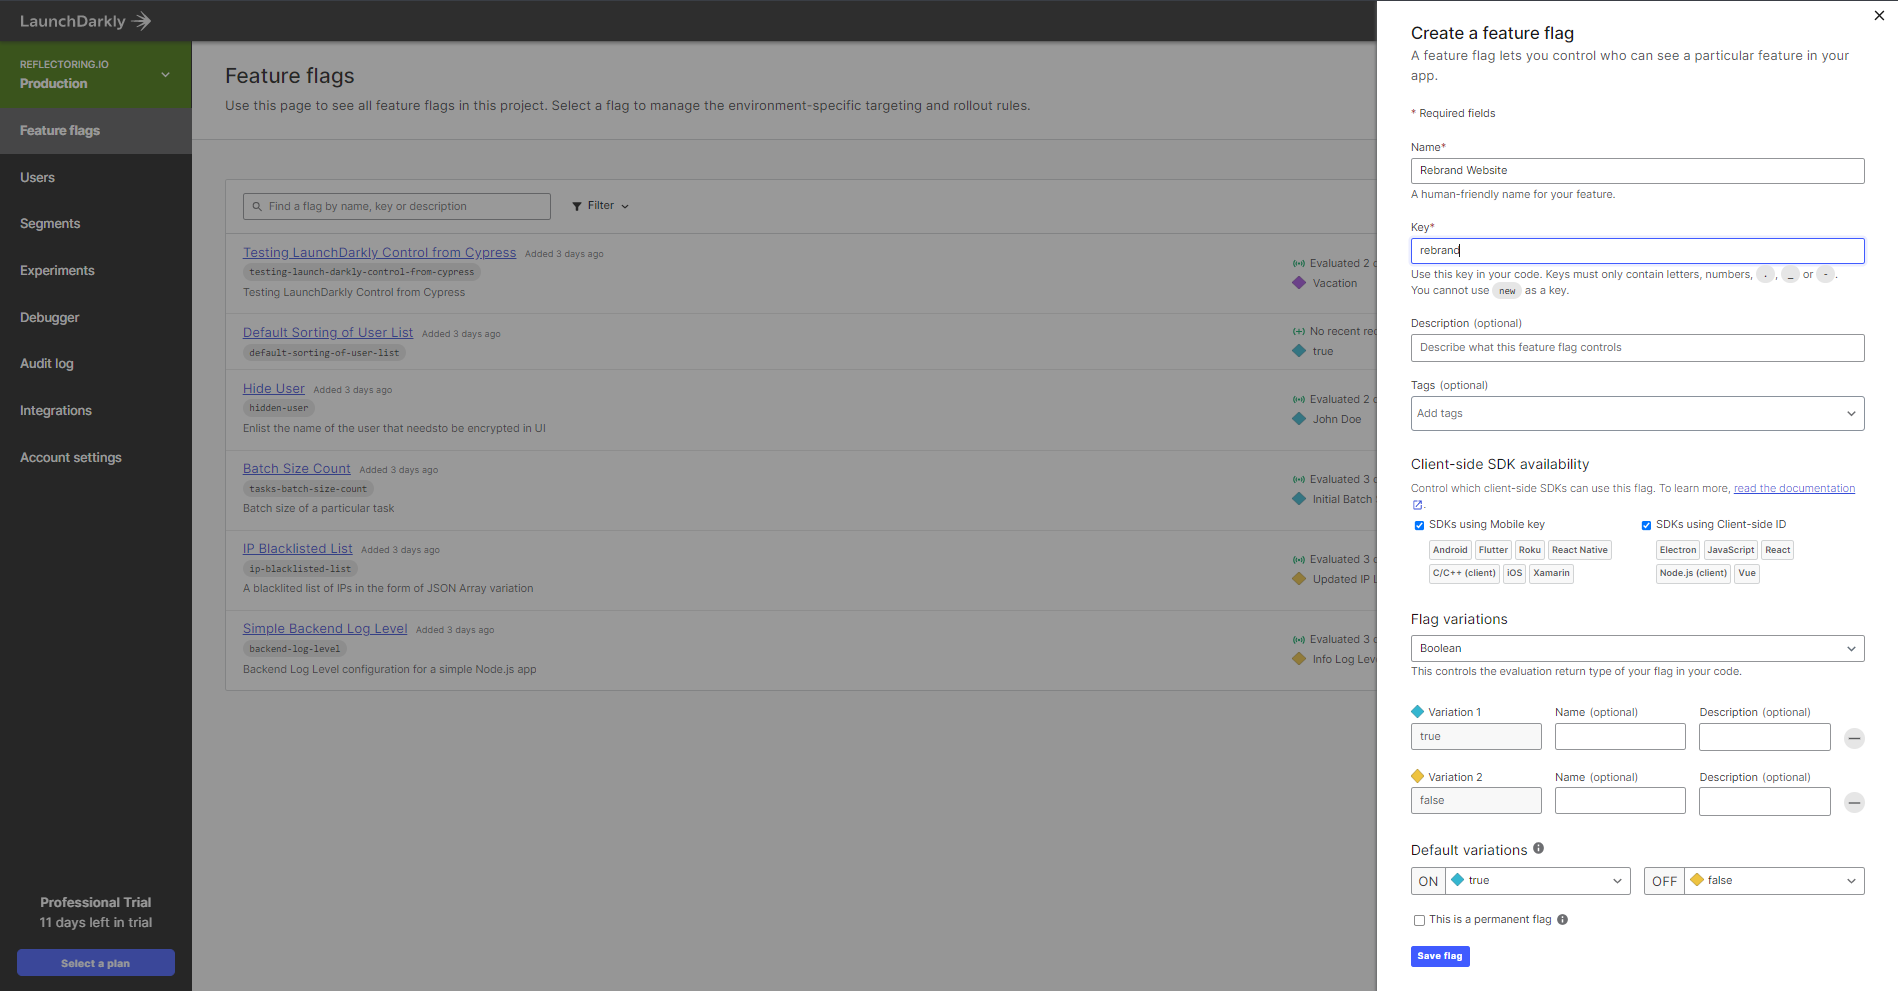 LaunchDarkly
REFLECTORING.IO
Production
Feature flags
Users
Segments
Experiments
Debugger
Audit log
Integrations
Account settings
Professional Trial
11 days left in trial
Select a plan
Feature flags
Use this page to see all feature flags in this project. Select a flag to manage the environment-specific targeting and rollout rules.
Find a flag by name, key or description
Filter
Testing LaunchDarkly Control from Cypress Added 3 days ago
testing-launch-darkly-control-from-cypress
Testing LaunchDarkly Control from Cypress
Evaluated 2
Vacation
Default Sorting of User List Added 3 days ago
default-sorting-of-user-list
No recent rec
true
Hide User Added 3 days ago
hidden-user
Enlist the name of the user that needsto be encrypted in UI
Evaluated 2
John Doe
Batch Size Count Added 3 days ago
tasks-batch-size-count
Batch size of a particular task
Evaluated 3
Initial Batch
IP Blacklisted List Added 3 days ago
ip-blacklisted-list
A blacklited list of IPs in the form of JSON Array variation
Evaluated 3
Updated IP
Simple Backend Log Level Added 3 days ago
backend-log-level
Backend Log Level configuration for a simple Node.js app
Evaluated 3
Info Log Lev
Create a feature flag
A feature flag lets you control who can see a particular feature in your
app.
* Required fields
Name*
Rebrand Website
A human-friendly name for your feature.
Key*
rebrand
Use this key in your code. Keys must only contain letters, numbers, . , _ or - .
You cannot use new as a key.
Description (optional)
Describe what this feature flag controls
Tags (optional)
Add tags
Client-side SDK availability
Control which client-side SDKs can use this flag. To learn more, read the documentation
.
SDKs using Mobile key
Android Flutter Roku React Native
C/C++ (client) iOS Xamarin
SDKs using Client-side ID
Electron JavaScript React
Node.js (client) Vue
Flag variations
Boolean
This controls the evaluation return type of your flag in your code.
Variation 1 Name (optional) Description (optional)
true
Variation 2 Name (optional) Description (optional)
false
Default variations
ON true OFF false
This is a permanent flag
Save flag